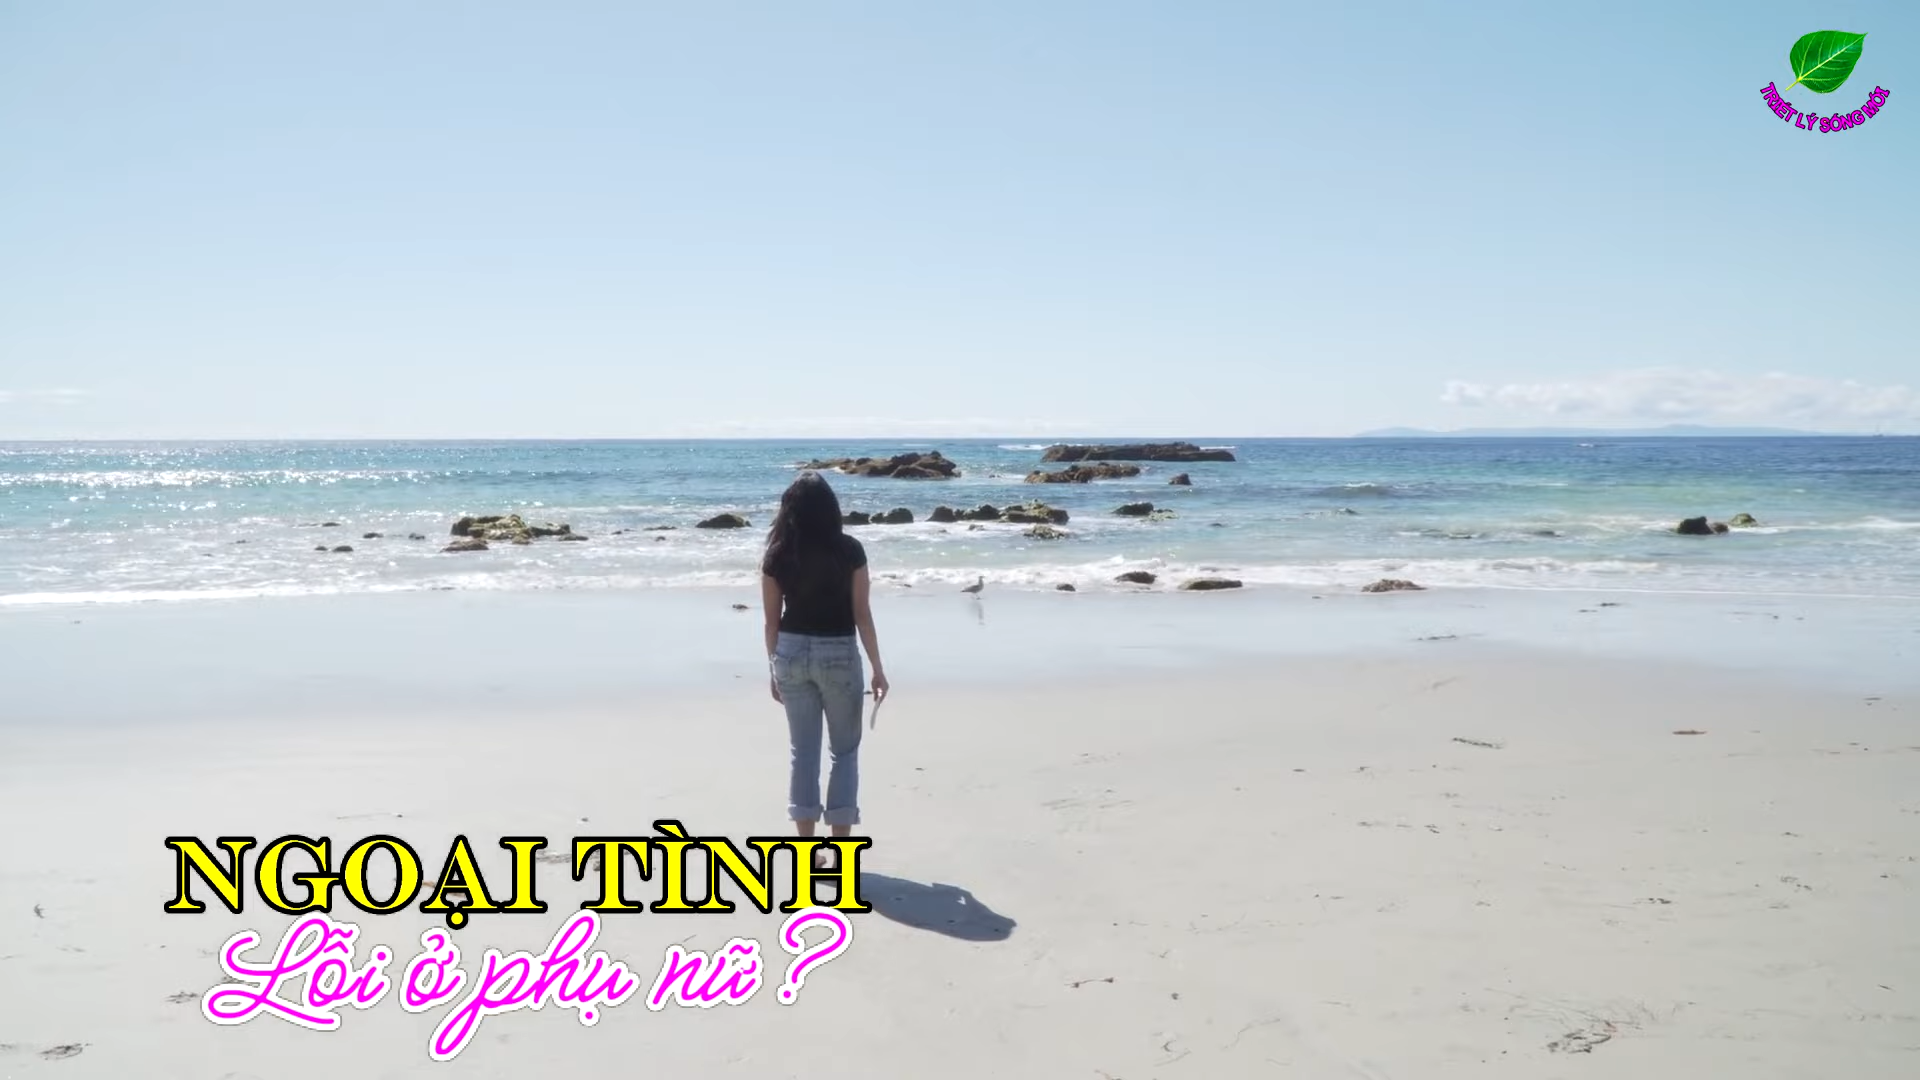 TRIẾT LÝ SỐNG MỚI
NGOẠI TÌNH
Lỗi ở phụ nữ?